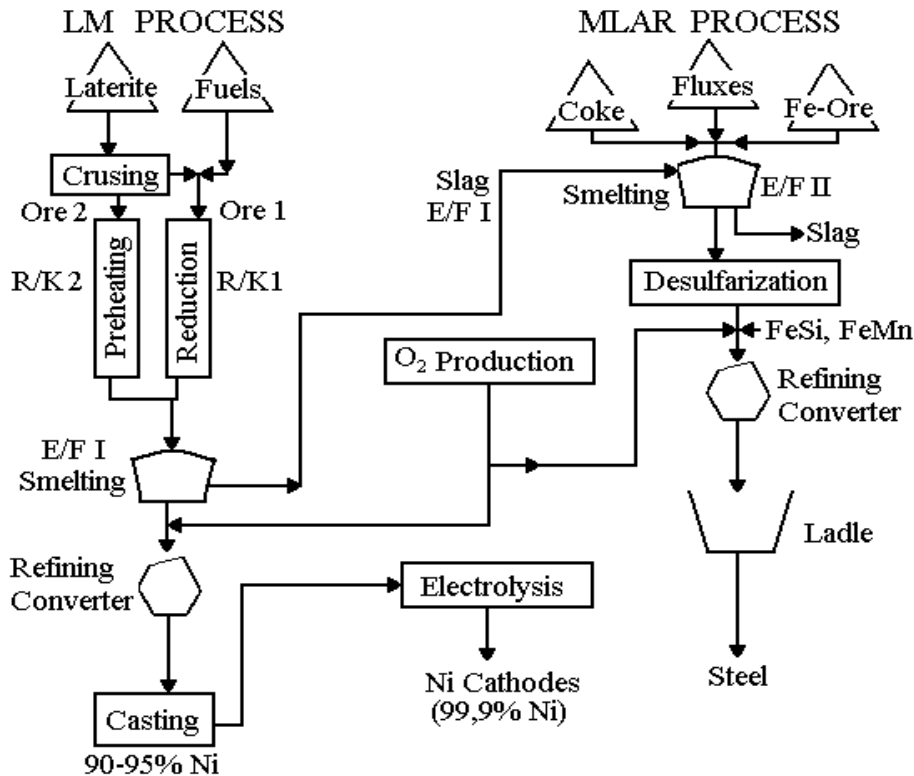 LM PROCESS
Laterite
Fuels
Crusing
Ore 2
Ore 1
R/K 2
Preheating
Reduction
R/K1
E/F I
Smelting
Refining
Converter
Casting
90-95% Ni
O₂ Production
Electrolysis
Ni Cathodes
(99,9% Ni)
MLAR PROCESS
Coke
Fluxes
Fe-Ore
Slag
E/F I
Smelting
E/F II
Slag
Desulfarization
FeSi, FeMn
Refining
Converter
Ladle
Steel